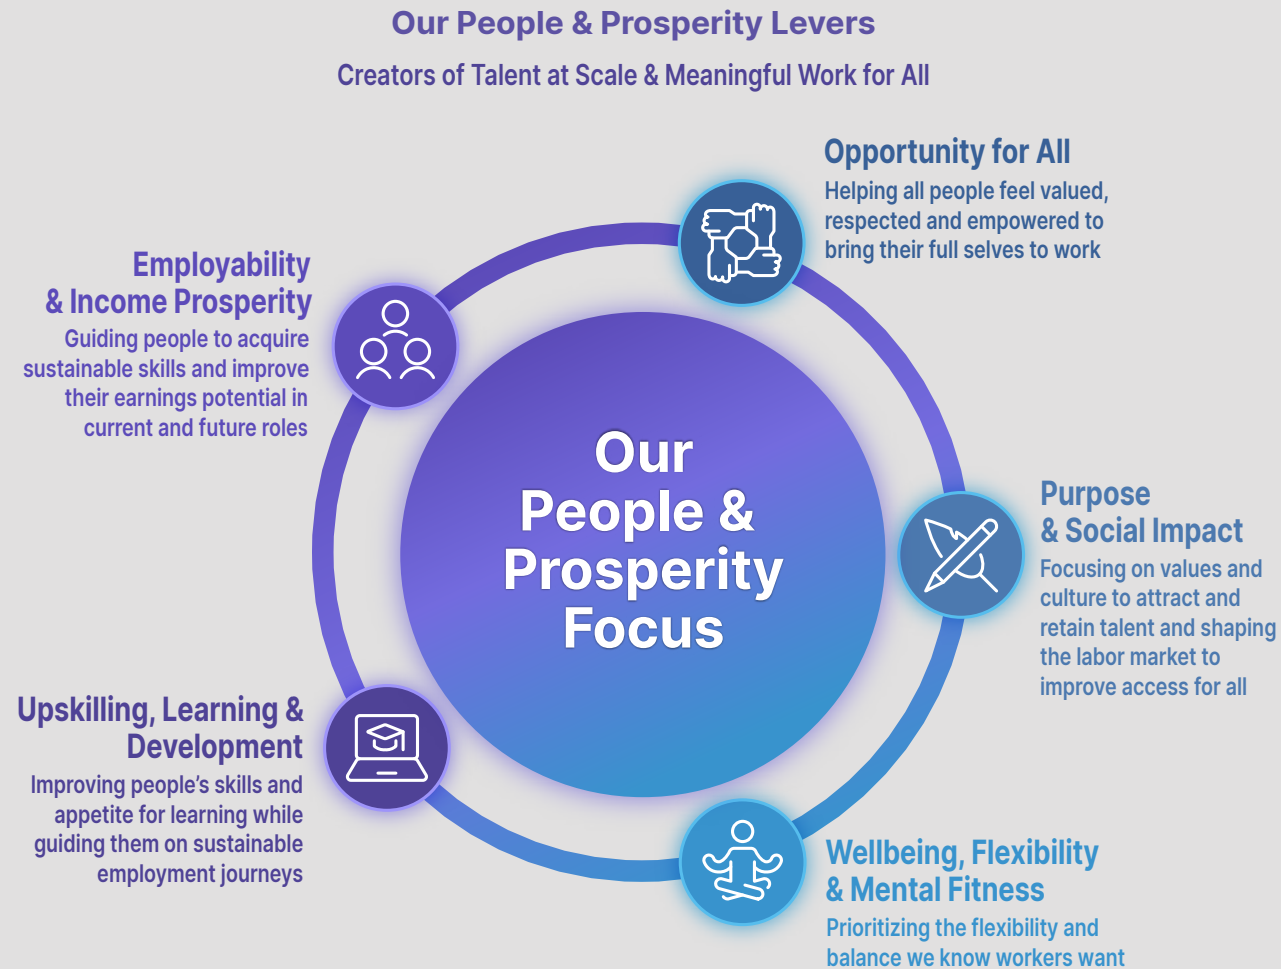 Our People & Prosperity Levers
Creators of Talent at Scale & Meaningful Work for All
Opportunity for All
Helping all people feel valued,
respected and empowered to
bring their full selves to work
Employability
& Income Prosperity
Guiding people to acquire
sustainable skills and improve
their earnings potential in
current and future roles
Our
People &
Prosperity
Focus
Purpose
& Social Impact
Focusing on values and
culture to attract and
retain talent and shaping
the labor market to
improve access for all
Upskilling, Learning &
Development
Improving people’s skills and
appetite for learning while
guiding them on sustainable
employment journeys
Wellbeing, Flexibility
& Mental Fitness
Prioritizing the flexibility and
balance we know workers want